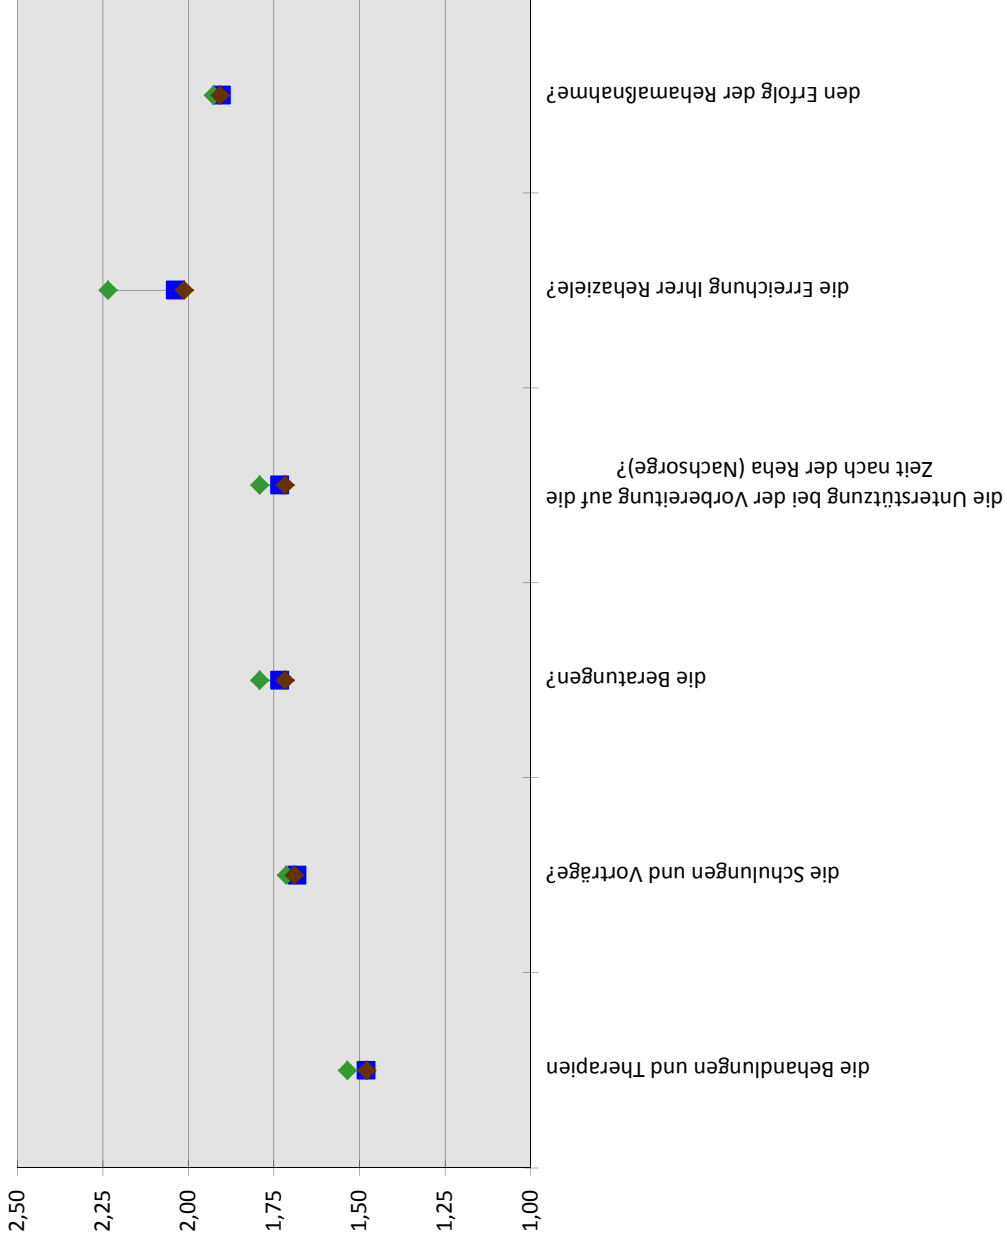 den Erfolg der Rehamaßnahme?
die Erreichung Ihrer Rehaziele?
die Unterstützung bei der Vorbereitung auf die
Zeit nach der Reha (Nachsorge)?
die Beratungen?
die Schulungen und Vorträge?
die Behandlungen und Therapien
2,50
2,25
2,00
1,75
1,50
1,25
1,00